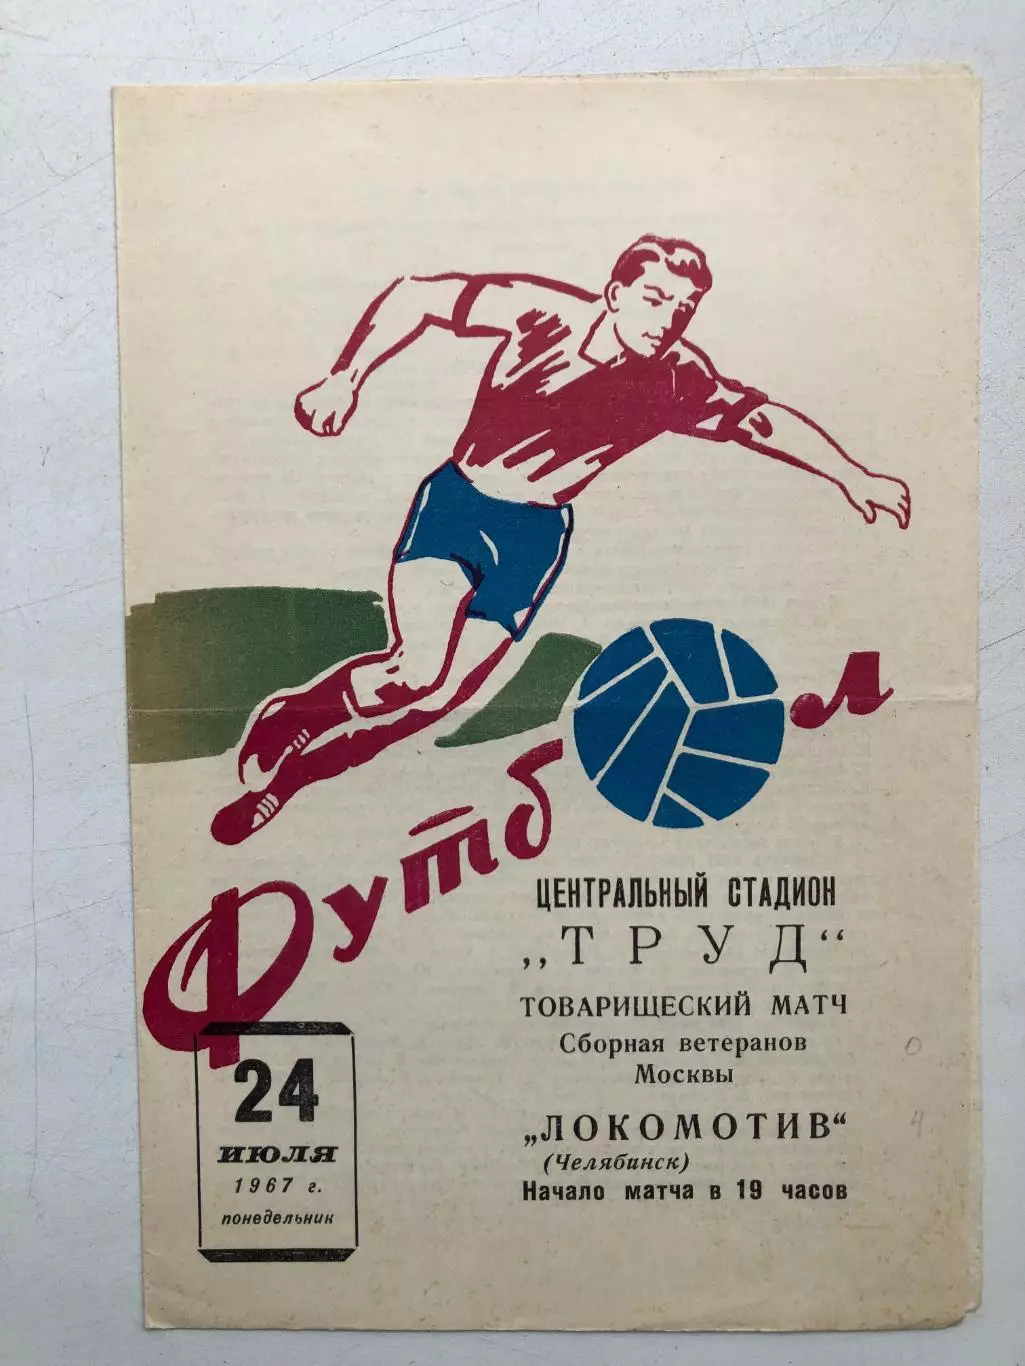 Футбол
ЦЕНТРАЛЬНЫЙ СТАДИОН
„ТРУД“
ТОВАРИЩЕСКИЙ МАТЧ
Сборная ветеранов 0
Москвы
„ЛОКОМОТИВ“ 4
(Челябинск)
Начало матча в 19 часов
24
ИЮЛЯ
1967 г.
понедельник